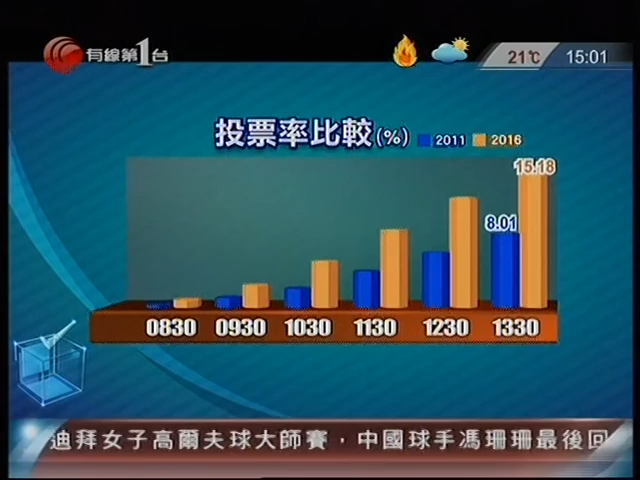 有線第1台
21℃ 15:01
投票率比較(%) 2011 2016
15.18
8.01
0830 0930 1030 1130 1230 1330
迪拜女子高爾夫球大師賽，中國球手馮珊珊最後回